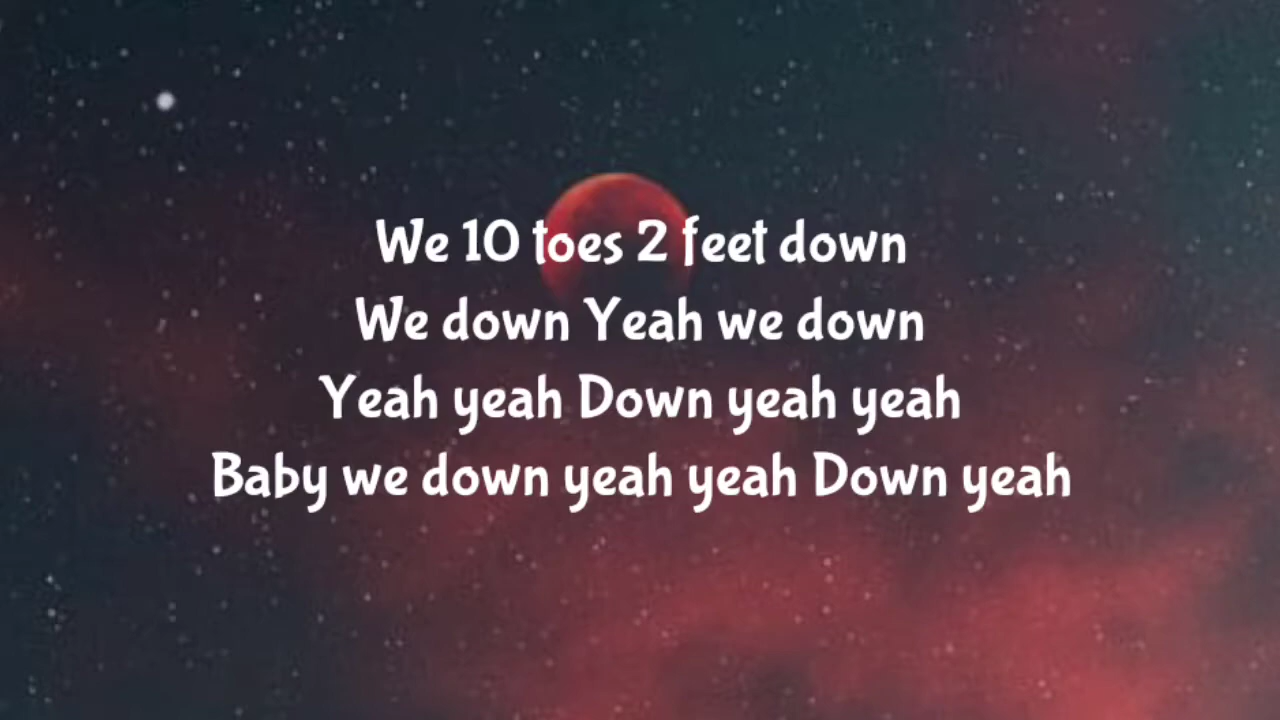 We 10 toes 2 feet down
We down Yeah we down
Yeah yeah Down yeah yeah
Baby we down yeah yeah Down yeah